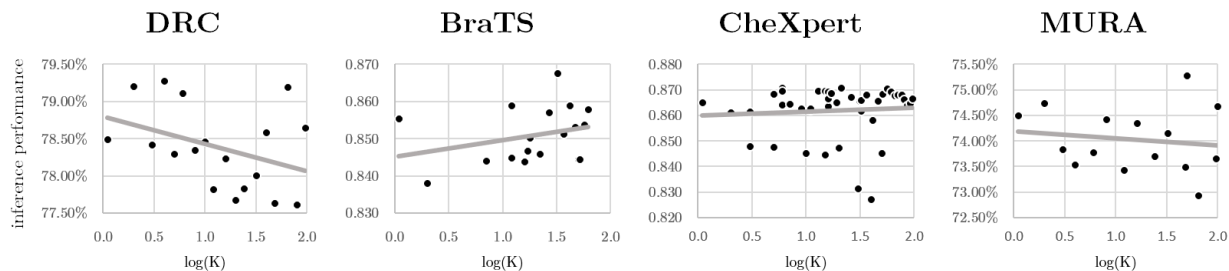 DRC
BraTS
CheXpert
MURA
inference performance
79.50%
79.00%
78.50%
78.00%
77.50%
0.0 0.5 1.0 1.5 2.0
log(K)
0.870
0.860
0.850
0.840
0.830
0.0 0.5 1.0 1.5 2.0
log(K)
0.880
0.870
0.860
0.850
0.840
0.830
0.820
0.0 0.5 1.0 1.5 2.0
log(K)
75.50%
75.00%
74.50%
74.00%
73.50%
73.00%
72.50%
0.0 0.5 1.0 1.5 2.0
log(K)